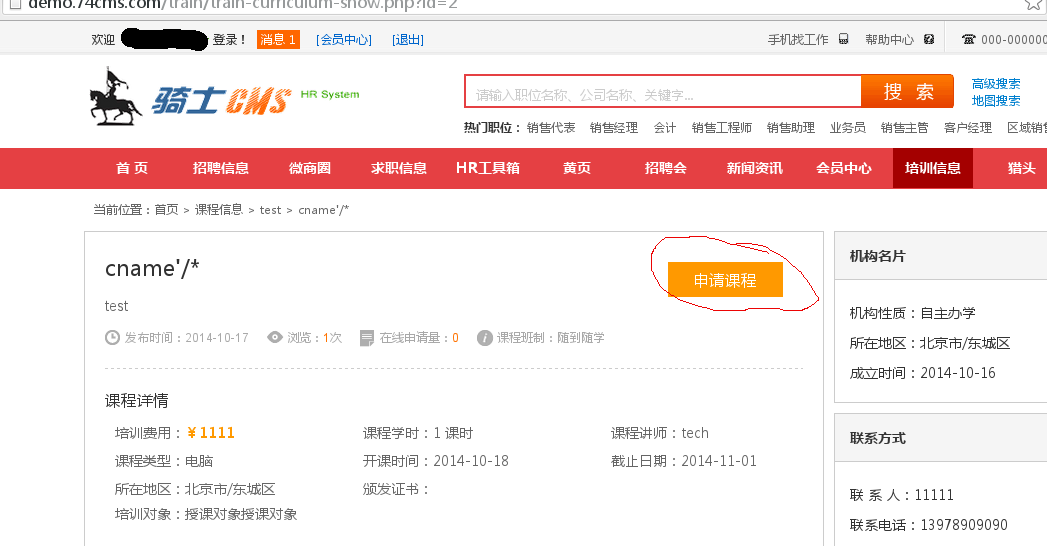 demo.74cms.com/train/train-curriculum-show.php?id=2
欢迎 登录！ 消息 1 [会员中心] [退出] 手机找工作 帮助中心 000-000000
骑士CMS HR System
请输入职位名称、公司名称、关键字... 搜 索 高级搜索
地图搜索
热门职位： 销售代表 销售经理 会计 销售工程师 销售助理 业务员 销售主管 客户经理 区域销售
首 页 招聘信息 微商圈 求职信息 HR工具箱 黄页 招聘会 新闻资讯 会员中心 培训信息 猎头
当前位置：首页 > 课程信息 > test > cname'/*
cname'/*
申请课程
test
发布时间：2014-10-17 浏览：1次 在线申请量：0 课程班制：随到随学
课程详情
培训费用：￥1111 课程学时：1 课时 课程讲师：tech
课程类型：电脑 开课时间：2014-10-18 截止日期：2014-11-01
所在地区：北京市/东城区 颁发证书：
培训对象：授课对象授课对象
机构名片
机构性质：自主办学
所在地区：北京市/东城区
成立时间：2014-10-16
联系方式
联 系 人：11111
联系电话：13978909090